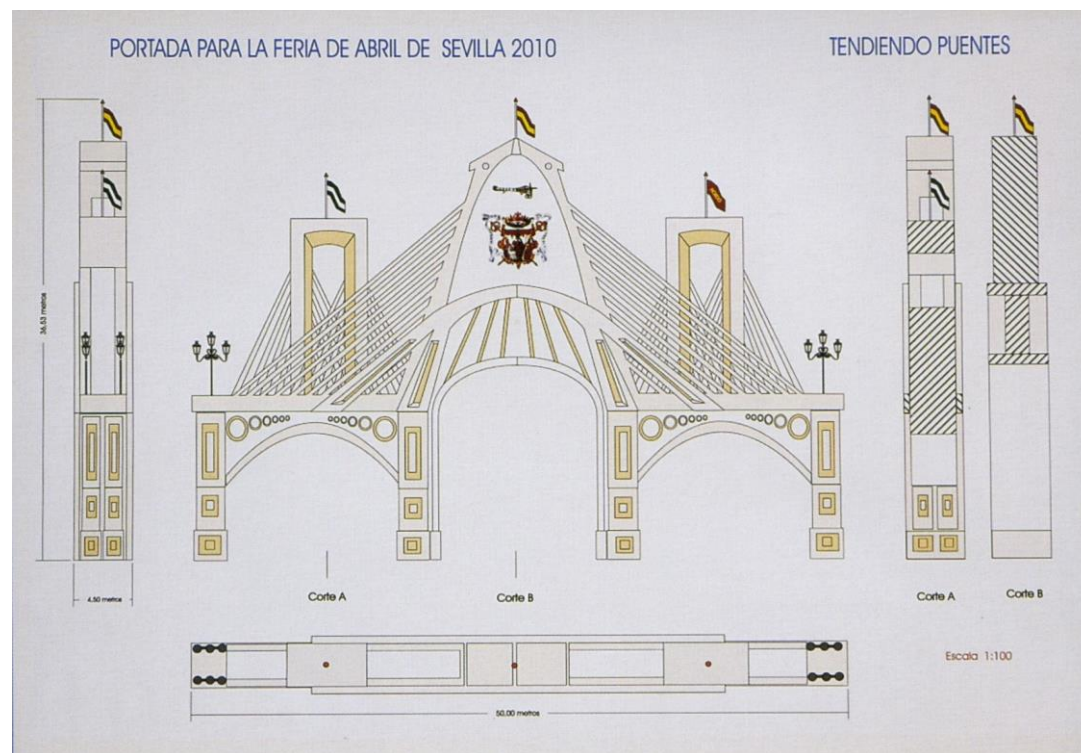 PORTADA PARA LA FERIA DE ABRIL DE SEVILLA 2010
TENDIENDO PUENTES
36,53 metros
4,50 metros
Corte A
Corte B
Corte A
Corte B
Escala 1:100
50,00 metros